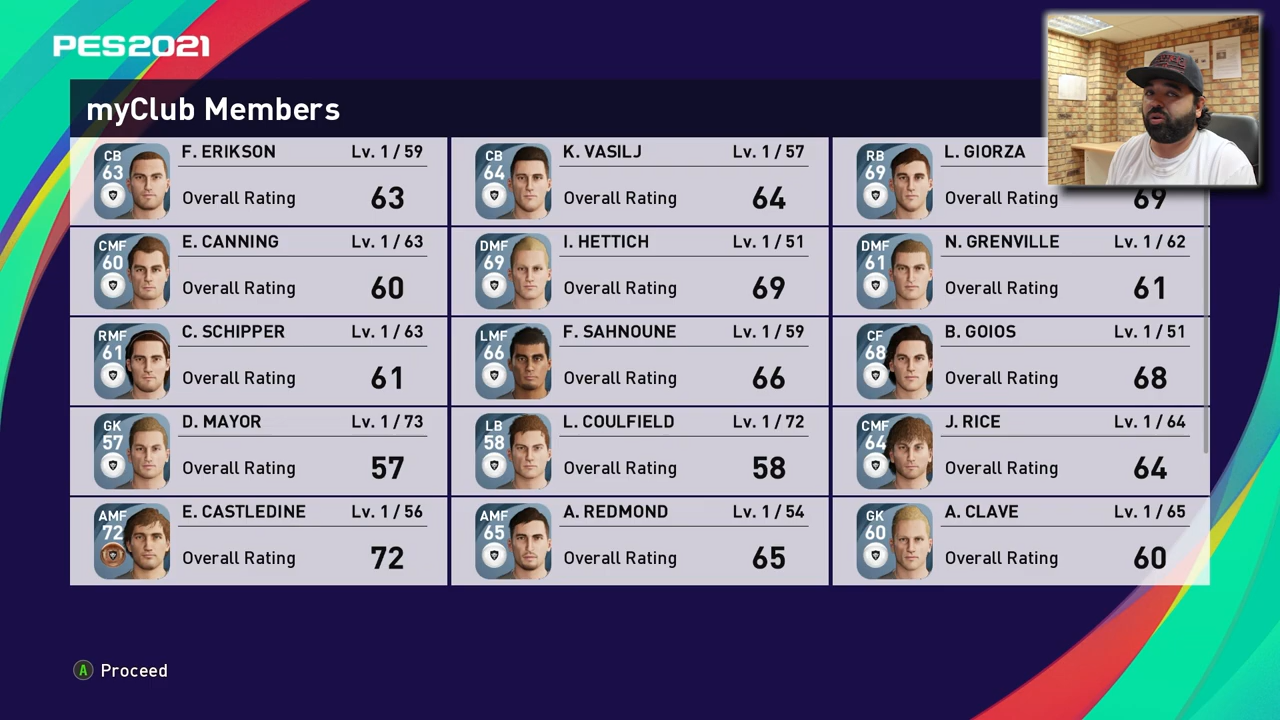 PES2021
myClub Members
CB 63 F. ERIKSON Lv. 1 / 59
Overall Rating 63
CB 64 K. VASILJ Lv. 1 / 57
Overall Rating 64
RB 69 L. GIORZA
Overall Rating 69
CMF 60 E. CANNING Lv. 1 / 63
Overall Rating 60
DMF 69 I. HETTICH Lv. 1 / 51
Overall Rating 69
DMF 61 N. GRENVILLE Lv. 1 / 62
Overall Rating 61
RMF 61 C. SCHIPPER Lv. 1 / 63
Overall Rating 61
LMF 66 F. SAHNOUNE Lv. 1 / 59
Overall Rating 66
CF 68 B. GOIOS Lv. 1 / 51
Overall Rating 68
GK 57 D. MAYOR Lv. 1 / 73
Overall Rating 57
LB 58 L. COULFIELD Lv. 1 / 72
Overall Rating 58
CMF 64 J. RICE Lv. 1 / 64
Overall Rating 64
AMF 72 E. CASTLEDINE Lv. 1 / 56
Overall Rating 72
AMF 65 A. REDMOND Lv. 1 / 54
Overall Rating 65
GK 60 A. CLAVE Lv. 1 / 65
Overall Rating 60
A Proceed